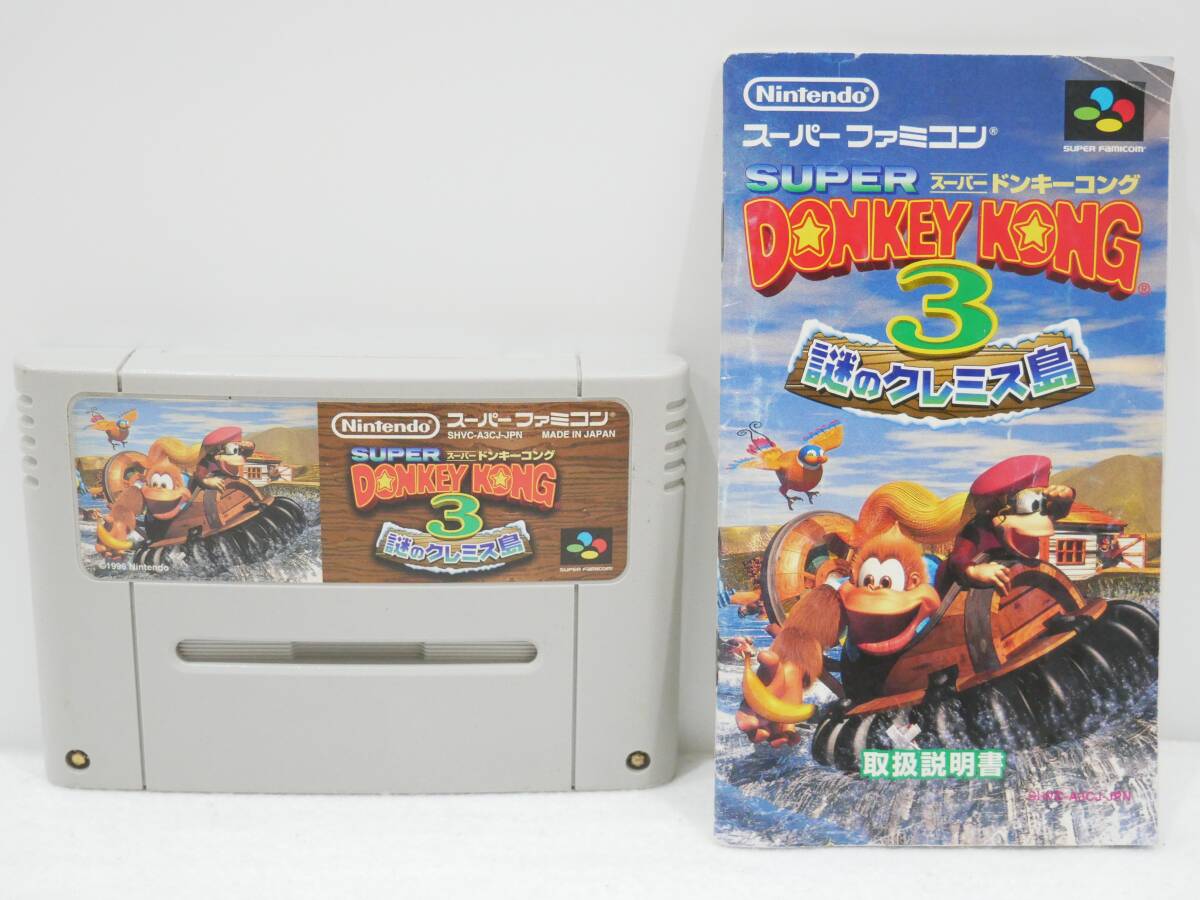 Nintendo® スーパー ファミコン®
SHVC-A3CJ-JPN MADE IN JAPAN
SUPER スーパー ドンキーコング
DONKEY KONG
3
謎のクレミス島
SUPER FAMICOM
©1996 Nintendo
Nintendo®
スーパー ファミコン®
SUPER FAMICOM®
SUPER スーパー ドンキーコング
DONKEY KONG®
3
謎のクレミス島
取扱説明書
SHVC-A3CJ-JPN